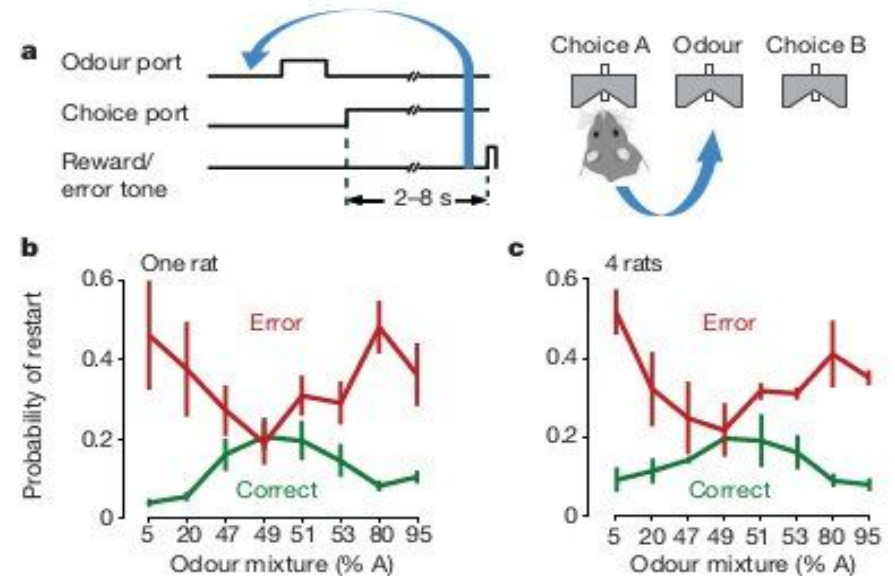 a
Odour port
Choice port
Reward/
error tone
2–8 s
Choice A Odour Choice B
b
One rat
Probability of restart
0.6
0.4
0.2
0
Error
Correct
5 20 47 49 51 53 80 95
Odour mixture (% A)
c
4 rats
0.6
0.4
0.2
0
Error
Correct
5 20 47 49 51 53 80 95
Odour mixture (% A)